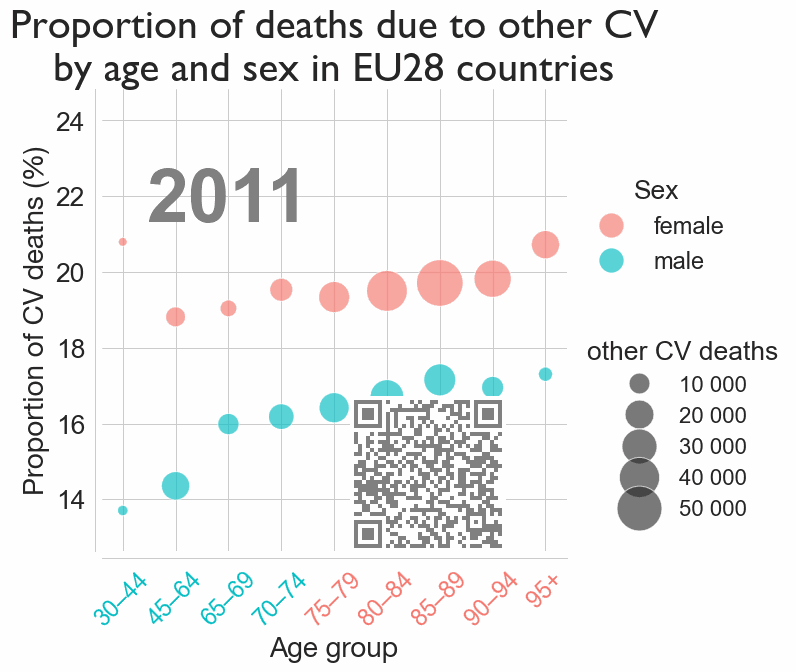 Proportion of deaths due to other CV
by age and sex in EU28 countries
Proportion of CV deaths (%)
24
22
20
18
16
14
2011
30–44
45–64
65–69
70–74
75–79
80–84
85–89
90–94
95+
Age group
Sex
female
male
other CV deaths
10 000
20 000
30 000
40 000
50 000